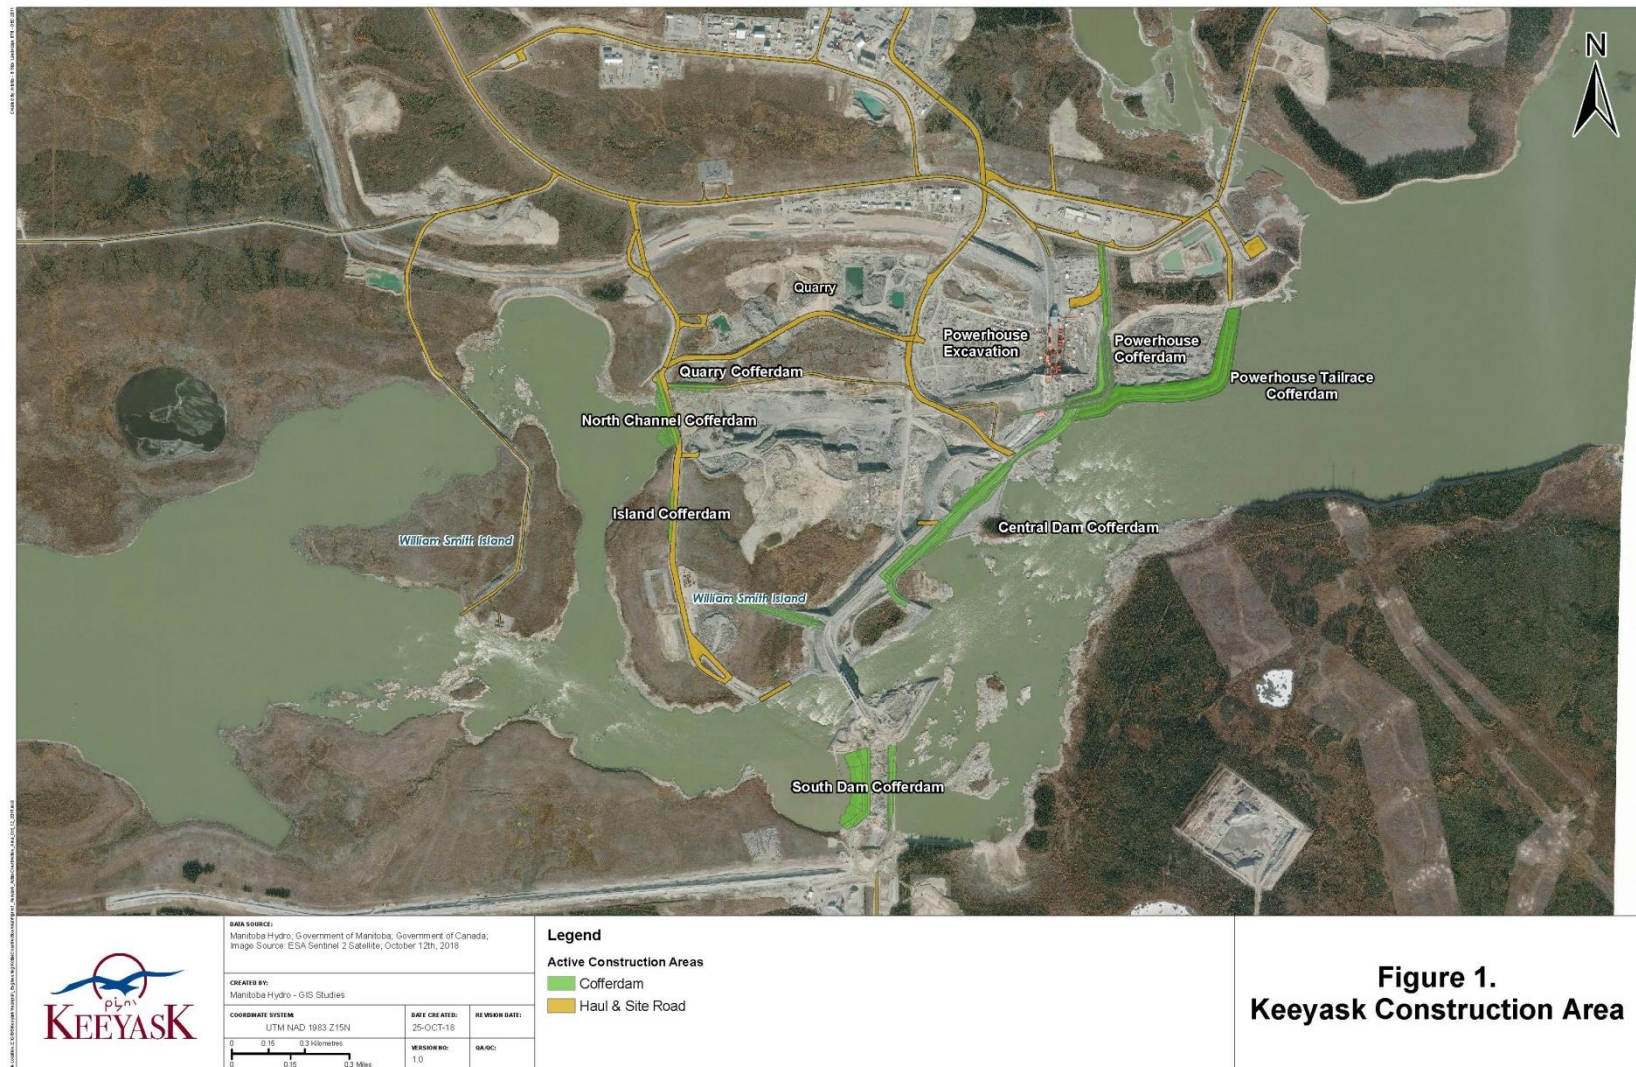 N
Quarry
Powerhouse
Excavation
Powerhouse
Cofferdam
Quarry Cofferdam
Powerhouse Tailrace
Cofferdam
North Channel Cofferdam
Island Cofferdam
Central Dam Cofferdam
William Smith Island
William Smith Island
South Dam Cofferdam
KEEYASK
DATA SOURCE:
Manitoba Hydro; Government of Manitoba; Government of Canada;
Image Source: ESA Sentinel 2 Satellite; October 12th, 2018
CREATED BY:
Manitoba Hydro - GIS Studies
COORDINATE SYSTEM:
UTM NAD 1983 Z15N
DATE CREATED:
25-OCT-18
REVISION DATE:
0 0.15 0.3 Kilometres
0 0.15 0.3 Miles
VERSION NO:
1.0
QA/QC:
Legend
Active Construction Areas
Cofferdam
Haul & Site Road
Figure 1.
Keeyask Construction Area